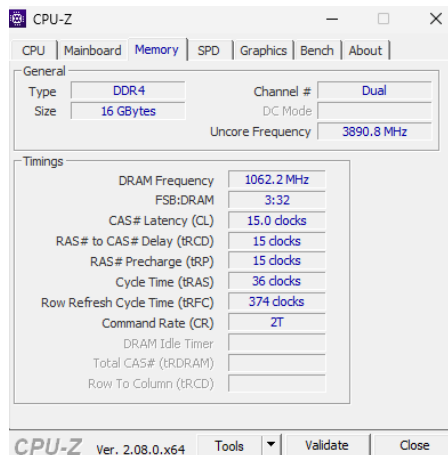 CPU-Z
CPU Mainboard Memory SPD Graphics Bench About
General
Type DDR4 Channel # Dual
Size 16 GBytes DC Mode
Uncore Frequency 3890.8 MHz
Timings
DRAM Frequency 1062.2 MHz
FSB:DRAM 3:32
CAS# Latency (CL) 15.0 clocks
RAS# to CAS# Delay (tRCD) 15 clocks
RAS# Precharge (tRP) 15 clocks
Cycle Time (tRAS) 36 clocks
Row Refresh Cycle Time (tRFC) 374 clocks
Command Rate (CR) 2T
DRAM Idle Timer
Total CAS# (tRDRAM)
Row To Column (tRCD)
CPU-Z Ver. 2.08.0.x64 Tools Validate Close